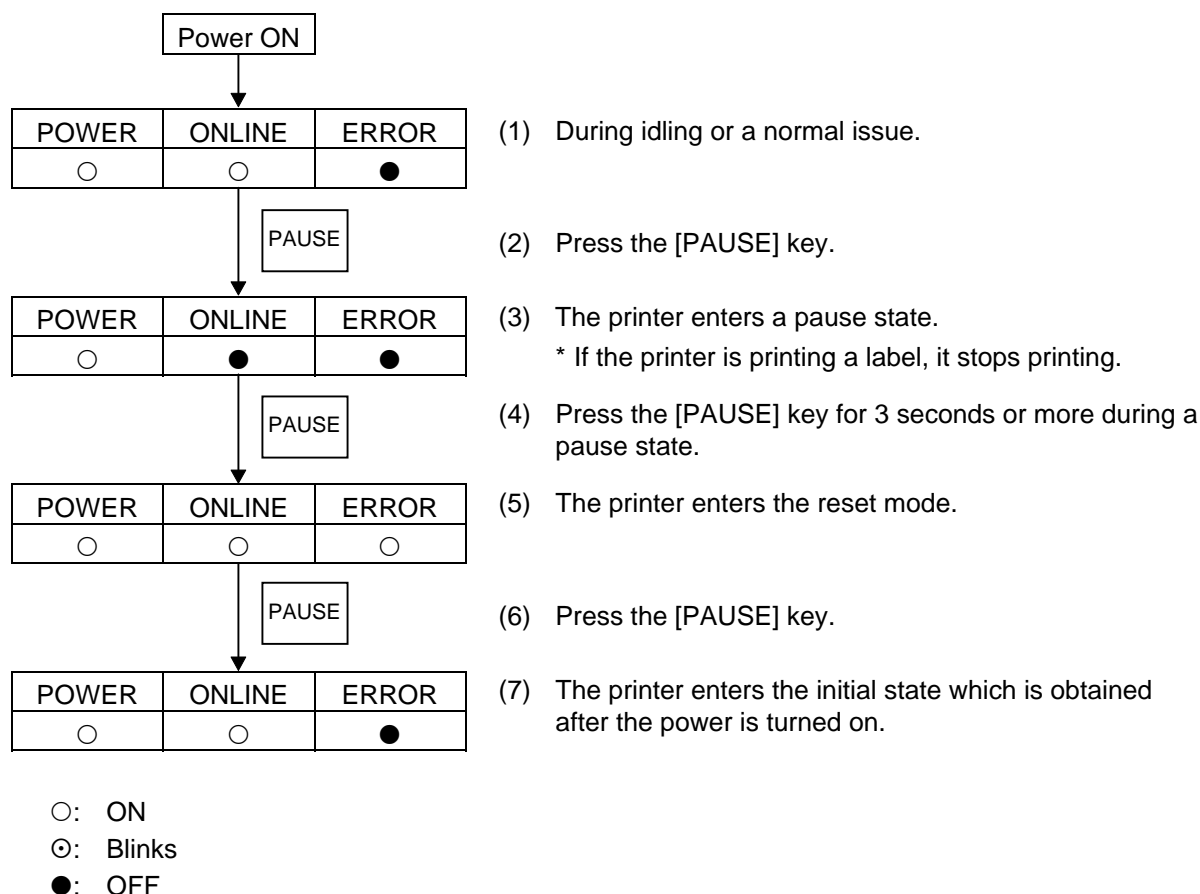 Power ON
POWER ONLINE ERROR
○ ○ ●
(1) During idling or a normal issue.
PAUSE
(2) Press the [PAUSE] key.
POWER ONLINE ERROR
○ ● ●
(3) The printer enters a pause state.
* If the printer is printing a label, it stops printing.
PAUSE
(4) Press the [PAUSE] key for 3 seconds or more during a
pause state.
POWER ONLINE ERROR
○ ○ ○
(5) The printer enters the reset mode.
PAUSE
(6) Press the [PAUSE] key.
POWER ONLINE ERROR
○ ○ ●
(7) The printer enters the initial state which is obtained
after the power is turned on.
○: ON
⊙: Blinks
●: OFF